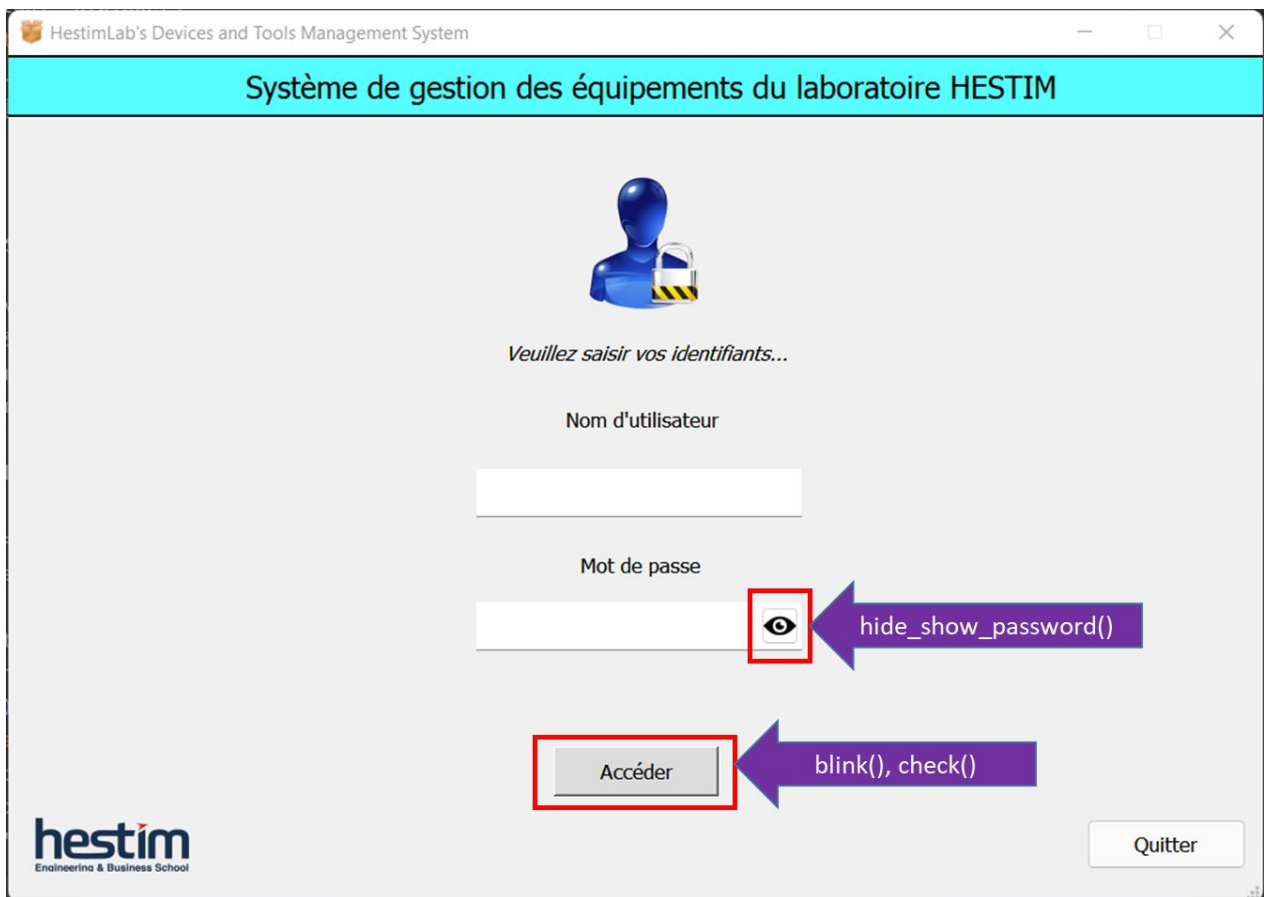 HestimLab's Devices and Tools Management System
Système de gestion des équipements du laboratoire HESTIM
Veuillez saisir vos identifiants...
Nom d'utilisateur
Mot de passe
hide_show_password()
Accéder
blink(), check()
hestim
Engineering & Business School
Quitter